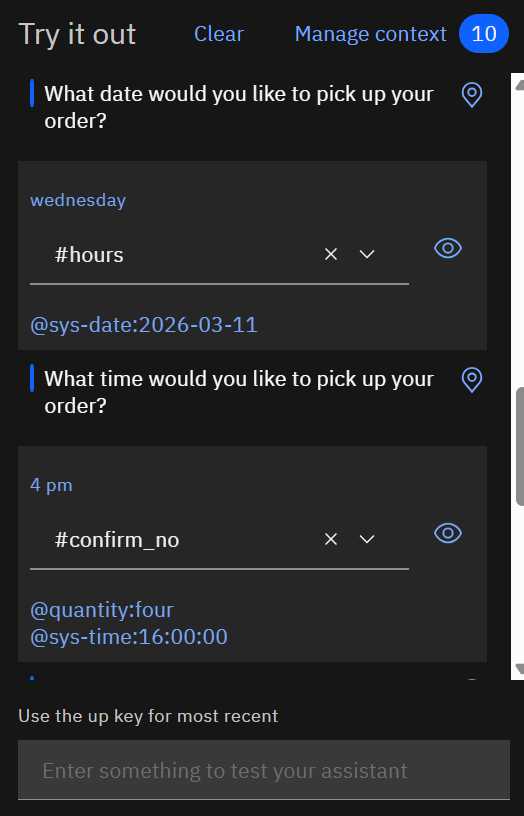 Try it out Clear Manage context 10
What date would you like to pick up your
order?
wednesday
#hours
@sys-date:2026-03-11
What time would you like to pick up your
order?
4 pm
#confirm_no
@quantity:four
@sys-time:16:00:00
Use the up key for most recent
Enter something to test your assistant